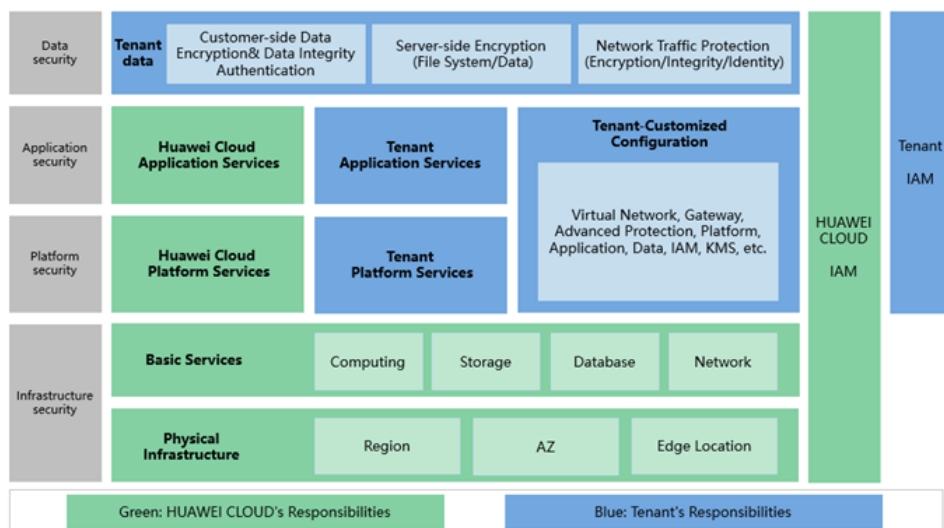 Data
security
Tenant
data
Customer-side Data
Encryption& Data Integrity
Authentication
Server-side Encryption
(File System/Data)
Network Traffic Protection
(Encryption/Integrity/Identity)
Application
security
Huawei Cloud
Application Services
Tenant
Application Services
Tenant-Customized
Configuration
Virtual Network, Gateway,
Advanced Protection, Platform,
Application, Data, IAM, KMS, etc.
Platform
security
Huawei Cloud
Platform Services
Tenant
Platform Services
HUAWEI
CLOUD
IAM
Tenant
IAM
Infrastructure
security
Basic Services
Computing
Storage
Database
Network
Physical
Infrastructure
Region
AZ
Edge Location
Green: HUAWEI CLOUD's Responsibilities
Blue: Tenant's Responsibilities